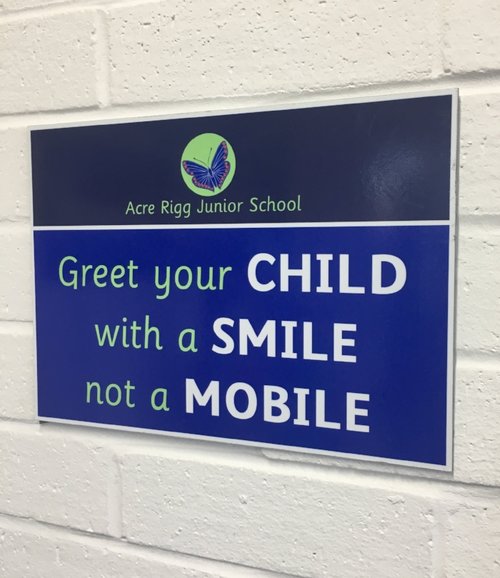 Acre Rigg Junior School
Greet your CHILD
with a SMILE
not a MOBILE